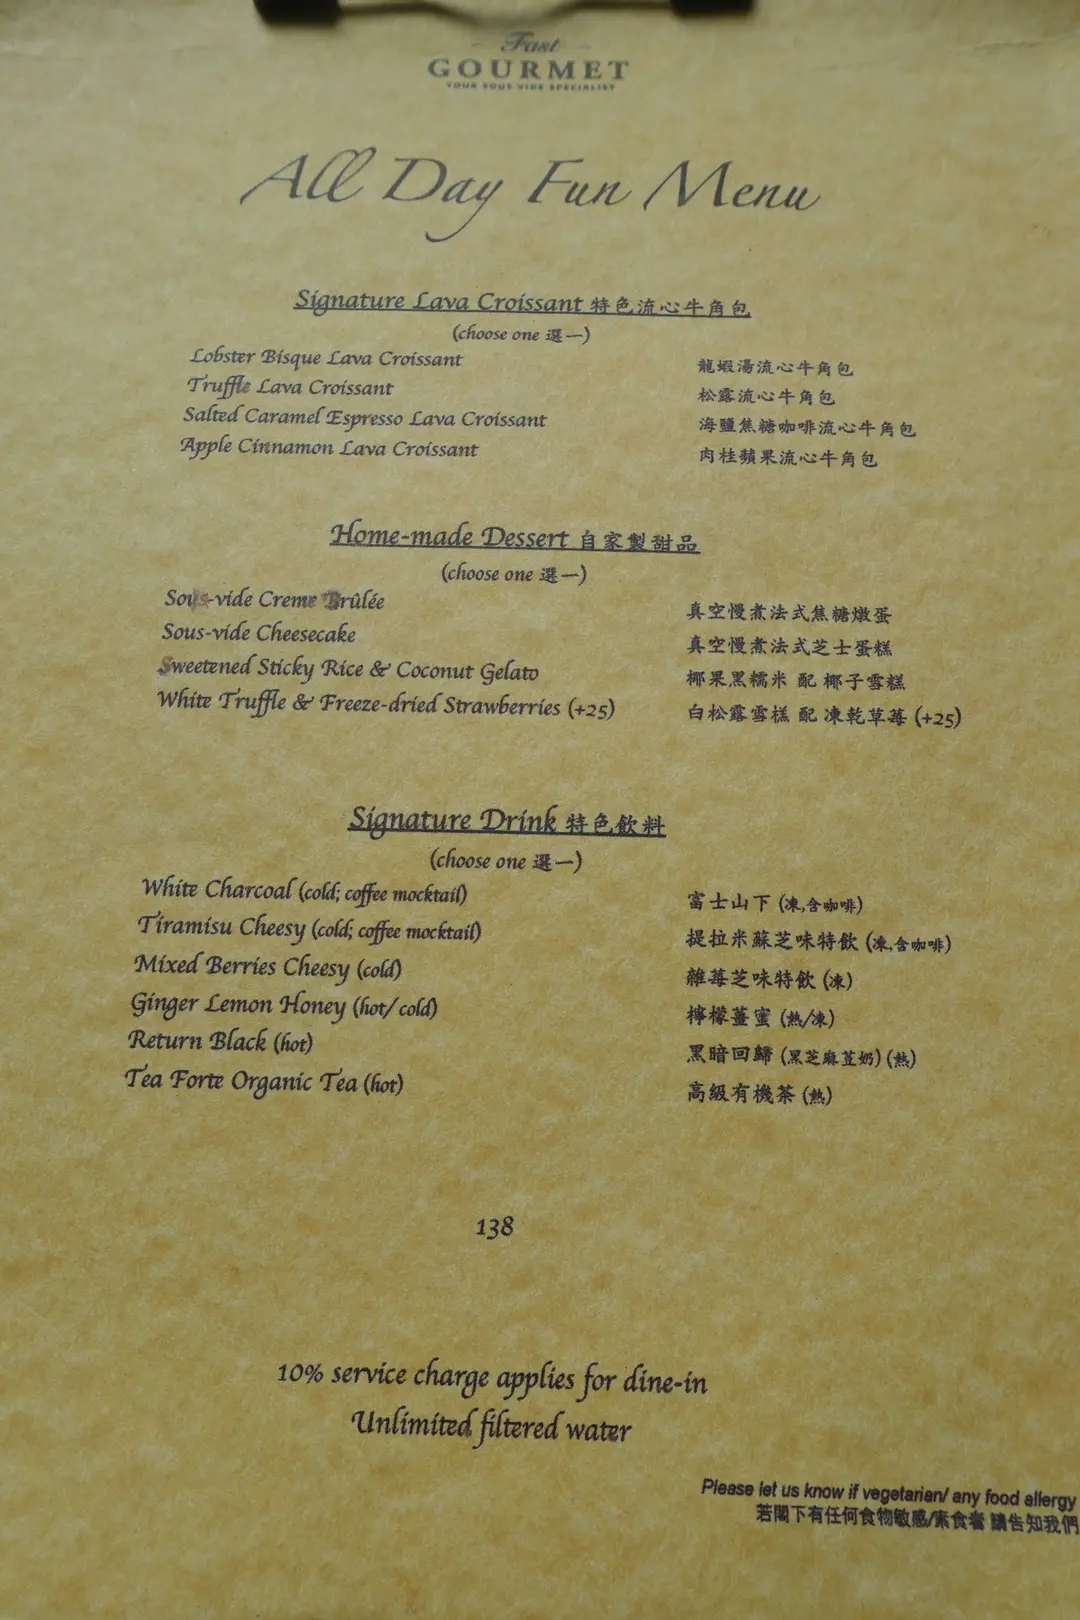 Fast
GOURMET
YOUR SOUS-VIDE SPECIALIST
All Day Fun Menu
Signature Lava Croissant 特色流心牛角包
(choose one 選一)
Lobster Bisque Lava Croissant 龍蝦湯流心牛角包
Truffle Lava Croissant 松露流心牛角包
Salted Caramel Espresso Lava Croissant 海鹽焦糖咖啡流心牛角包
Apple Cinnamon Lava Croissant 肉桂蘋果流心牛角包
Home-made Dessert 自家製甜品
(choose one 選一)
Sous-vide Creme Brûlée 真空慢煮法式焦糖燉蛋
Sous-vide Cheesecake 真空慢煮法式芝士蛋糕
Sweetened Sticky Rice & Coconut Gelato 椰果黑糯米 配 椰子雪糕
White Truffle & Freeze-dried Strawberries (+25) 白松露雪糕 配 凍乾草莓 (+25)
Signature Drink 特色飲料
(choose one 選一)
White Charcoal (cold; coffee mocktail) 富士山下 (凍,含咖啡)
Tiramisu Cheesy (cold; coffee mocktail) 提拉米蘇芝味特飲 (凍,含咖啡)
Mixed Berries Cheesy (cold) 雜莓芝味特飲 (凍)
Ginger Lemon Honey (hot/cold) 檸檬薑蜜 (熱/凍)
Return Black (hot) 黑暗回歸 (黑芝麻荳奶) (熱)
Tea Forte Organic Tea (hot) 高級有機茶 (熱)
138
10% service charge applies for dine-in
Unlimited filtered water
Please let us know if vegetarian/ any food allergy
若閣下有任何食物敏感/素食者 請告知我們